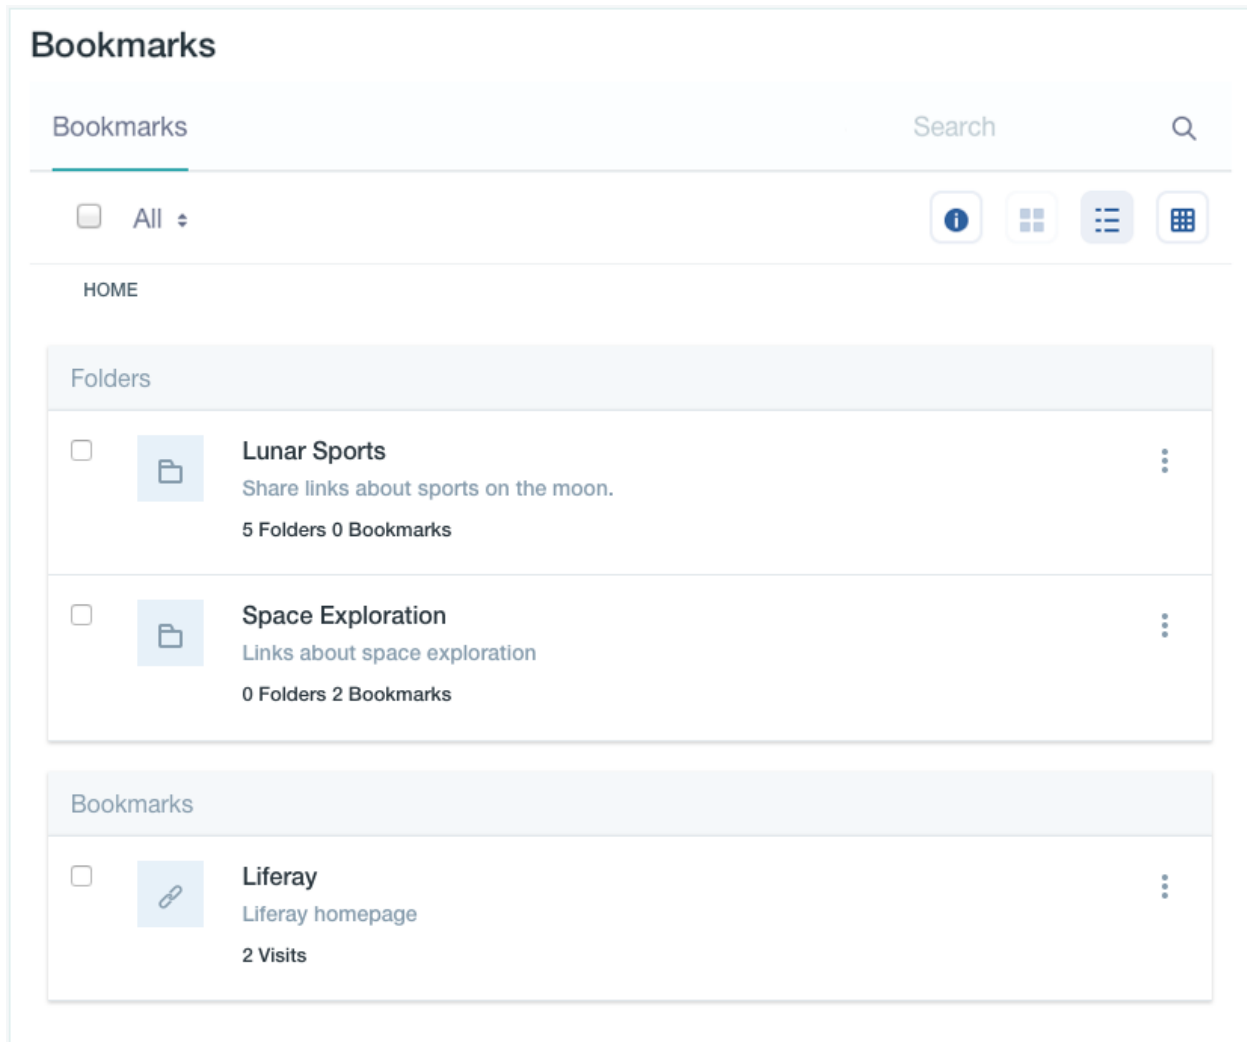 Bookmarks
Bookmarks Search
All
HOME
Folders
Lunar Sports
Share links about sports on the moon.
5 Folders 0 Bookmarks
Space Exploration
Links about space exploration
0 Folders 2 Bookmarks
Bookmarks
Liferay
Liferay homepage
2 Visits